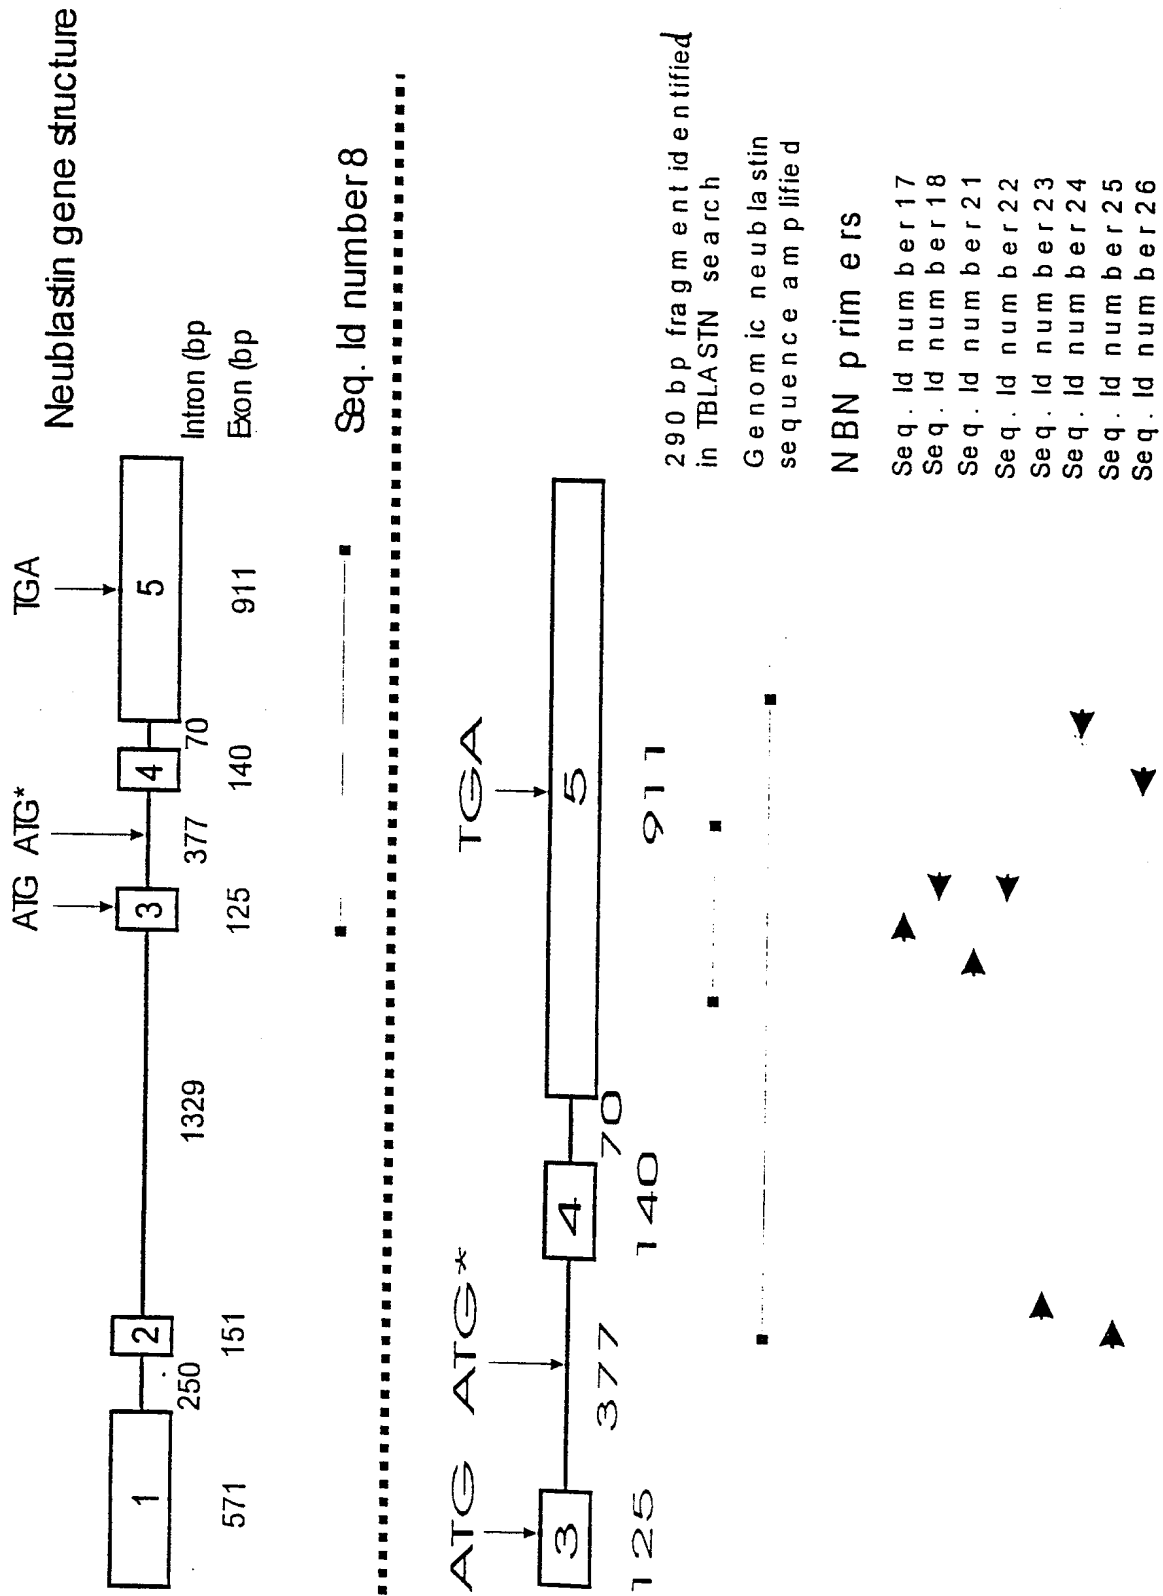 Neublastin gene structure
ATG ATG* TGA
1 2 3 4 5
250 1329 377 70 Intron (bp
571 151 125 140 911 Exon (bp
Seq. Id number 8
ATG ATG* TGA
3 4 5
377 70
125 140 911
290 bp fragment identified
in TBLASTN search
Genomic neublastin
sequence amplified
NBN primers
Seq. Id number 17
Seq. Id number 18
Seq. Id number 21
Seq. Id number 22
Seq. Id number 23
Seq. Id number 24
Seq. Id number 25
Seq. Id number 26